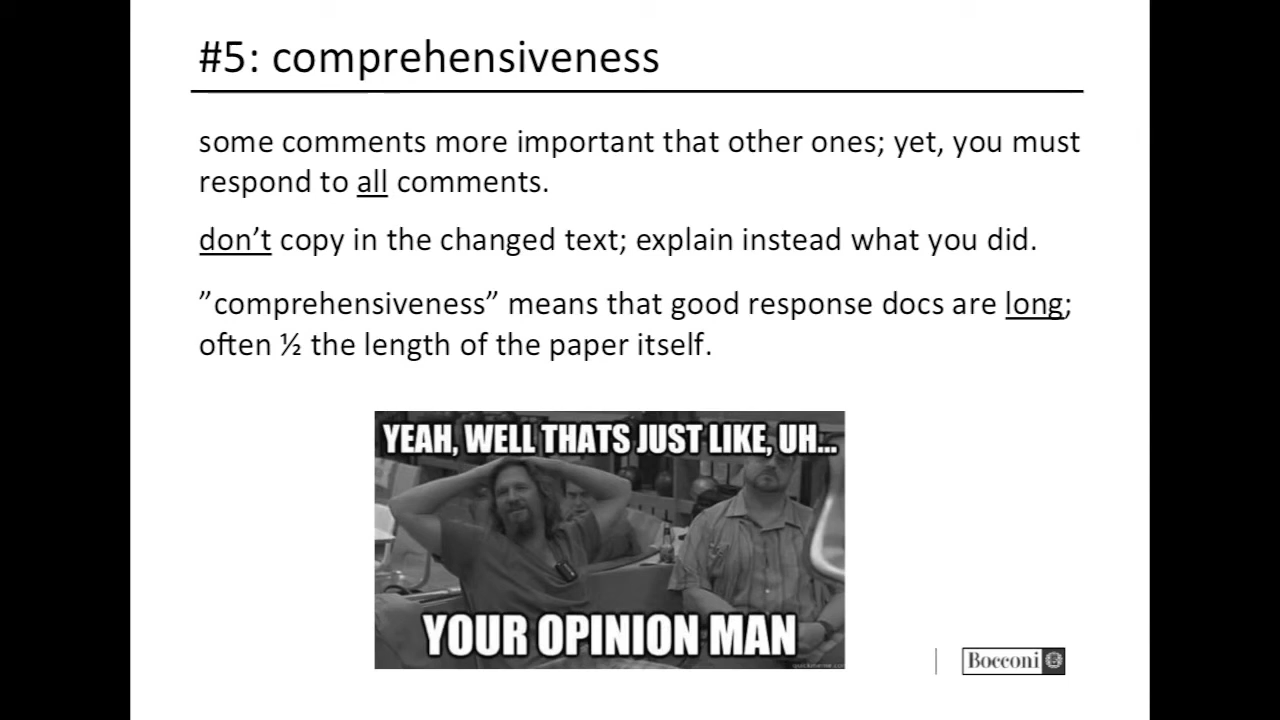 #5: comprehensiveness
some comments more important that other ones; yet, you must
respond to all comments.
don’t copy in the changed text; explain instead what you did.
”comprehensiveness” means that good response docs are long;
often ½ the length of the paper itself.
YEAH, WELL THATS JUST LIKE, UH...
YOUR OPINION MAN
quickmeme.com
Bocconi